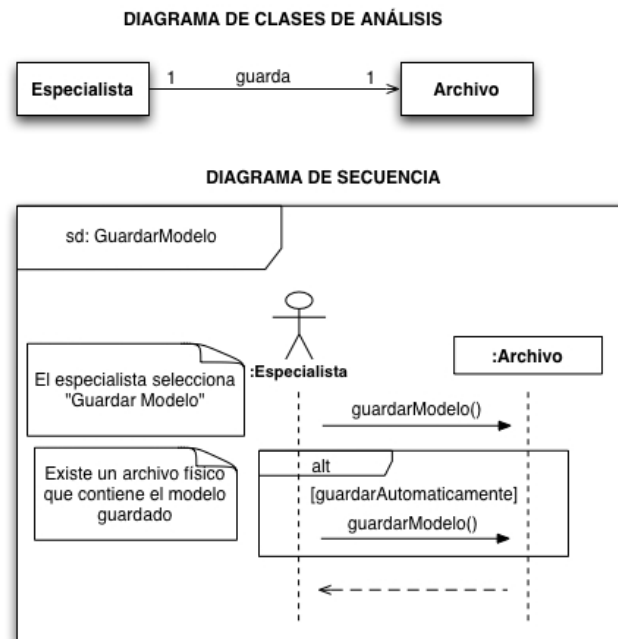 DIAGRAMA DE CLASES DE ANÁLISIS
Especialista
1
guarda
1
Archivo
DIAGRAMA DE SECUENCIA
sd: GuardarModelo
El especialista selecciona
"Guardar Modelo"
:Especialista
:Archivo
guardarModelo()
Existe un archivo físico
que contiene el modelo
guardado
alt
[guardarAutomaticamente]
guardarModelo()